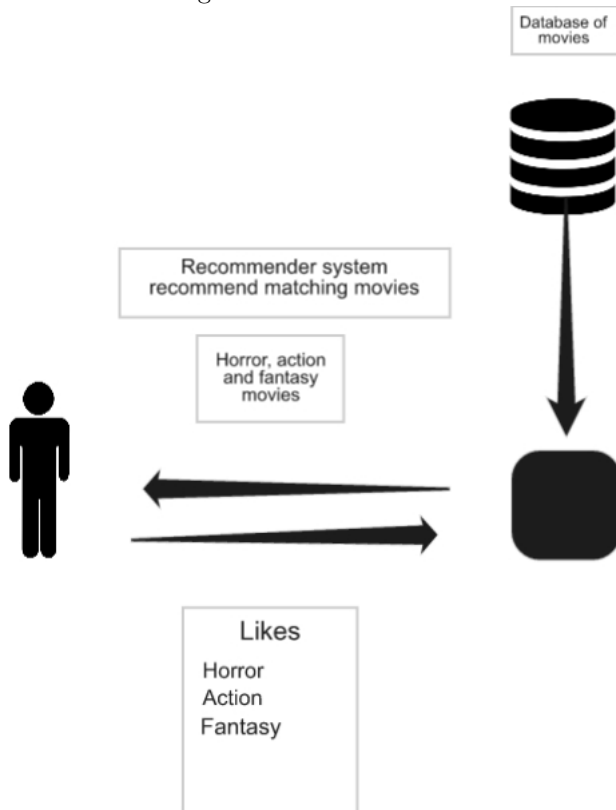 Database of
movies
Recommender system
recommend matching movies
Horror, action
and fantasy
movies
Likes
Horror
Action
Fantasy